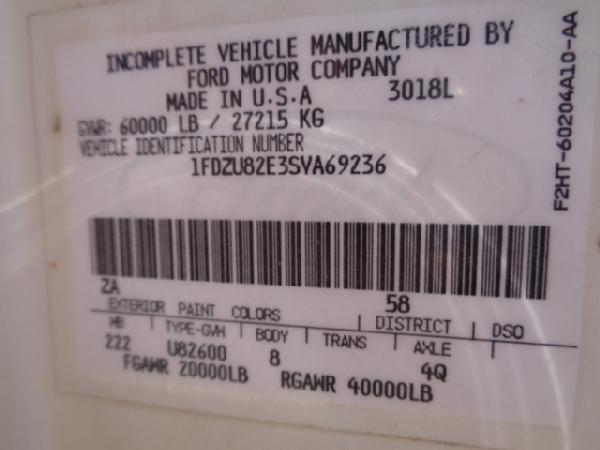 INCOMPLETE VEHICLE MANUFACTURED BY
FORD MOTOR COMPANY
MADE IN U.S.A 3018L
GVWR: 60000 LB / 27215 KG
VEHICLE IDENTIFICATION NUMBER
1FDZU82E3SVA69236
F2HT-60204A10-AA
ZA 58
EXTERIOR PAINT COLORS DISTRICT DSO
WB TYPE-GVH BODY TRANS AXLE
222 U82600 8 4Q
FGAWR 20000LB RGAWR 40000LB